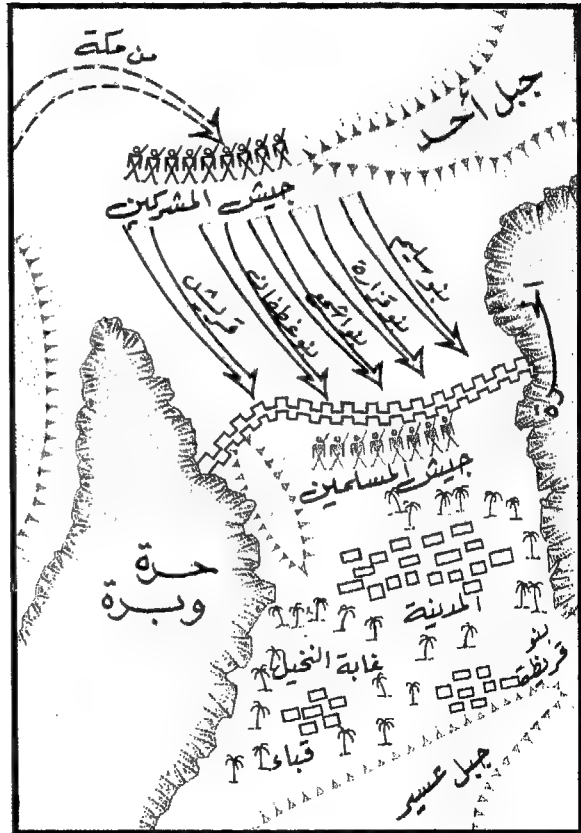 من مكة
جبل أحد
جيش المشركين
قريش
بنو غطفان
بنو أشجع
بنو فزارة
بنو سليم
جيش المسلمين
حرة
وبرة
المدينة
غابة النخيل
بنو
قريظة
قباء
جبل عسير